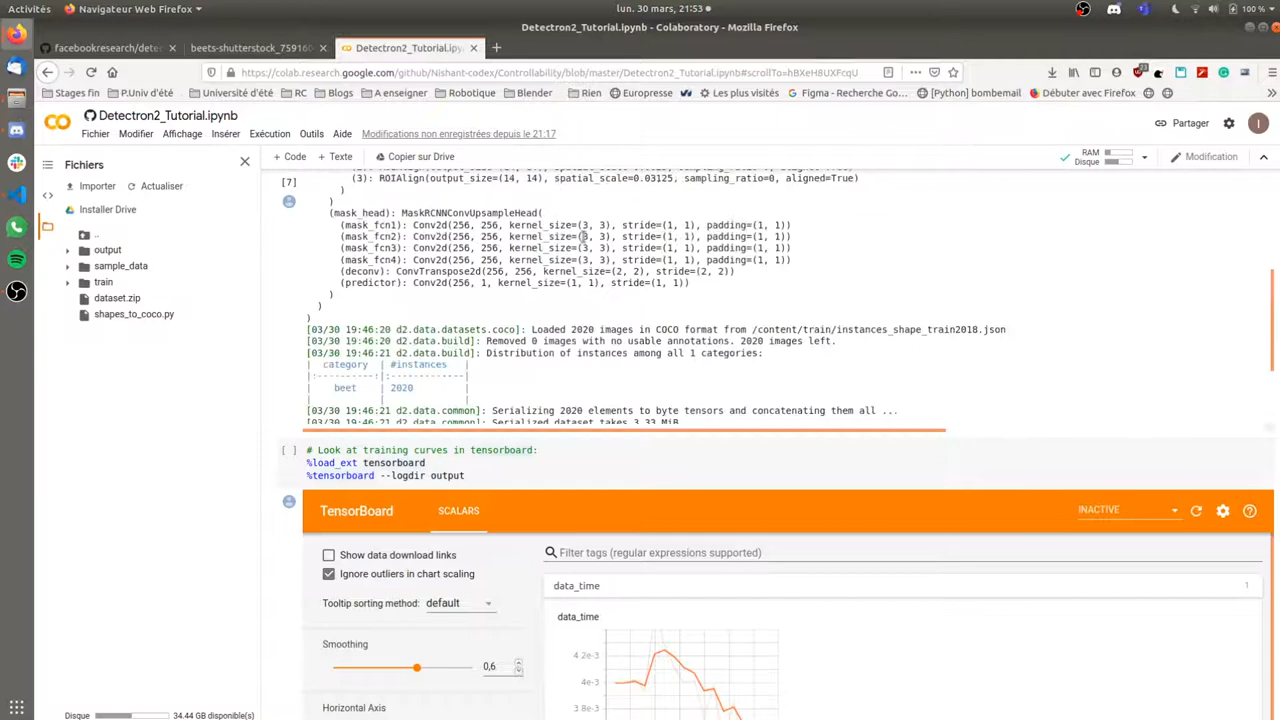 Activités
Navigateur Web Firefox
lun. 30 mars, 21:53
100 %
Detectron2_Tutorial.ipynb - Colaboratory - Mozilla Firefox
facebookresearch/dete
beets-shutterstock_759160
Detectron2_Tutorial.ipyn
https://colab.research.google.com/github/Nishant-codex/Controllability/blob/master/Detectron2_Tutorial.ipynb#scrollTo=hBXeH8UXFcqU
Stages fin
P.Univ d'été
Université d'été
RC
Blogs
A enseigner
Robotique
Blender
Rien
Europresse
Les plus visités
Figma - Recherche Go…
[Python] bombemail
Débuter avec Firefox
Detectron2_Tutorial.ipynb
Partager
I
Fichier
Modifier
Affichage
Insérer
Exécution
Outils
Aide
Modifications non enregistrées depuis le 21:17
Fichiers
+ Code
+ Texte
Copier sur Drive
RAM
Disque
Modification
Importer
Actualiser
Installer Drive
..
output
sample_data
train
dataset.zip
shapes_to_coco.py
[7]
(3): ROIAlign(output_size=(14, 14), spatial_scale=0.03125, sampling_ratio=0, aligned=True)
)
)
(mask_head): MaskRCNNConvUpsampleHead(
(mask_fcn1): Conv2d(256, 256, kernel_size=(3, 3), stride=(1, 1), padding=(1, 1))
(mask_fcn2): Conv2d(256, 256, kernel_size=(3, 3), stride=(1, 1), padding=(1, 1))
(mask_fcn3): Conv2d(256, 256, kernel_size=(3, 3), stride=(1, 1), padding=(1, 1))
(mask_fcn4): Conv2d(256, 256, kernel_size=(3, 3), stride=(1, 1), padding=(1, 1))
(deconv): ConvTranspose2d(256, 256, kernel_size=(2, 2), stride=(2, 2))
(predictor): Conv2d(256, 1, kernel_size=(1, 1), stride=(1, 1))
)
)
)
[03/30 19:46:20 d2.data.datasets.coco]: Loaded 2020 images in COCO format from /content/train/instances_shape_train2018.json
[03/30 19:46:20 d2.data.build]: Removed 0 images with no usable annotations. 2020 images left.
[03/30 19:46:21 d2.data.build]: Distribution of instances among all 1 categories:
| category | #instances |
|:----------:|:-------------|
| beet | 2020 |
| | |
[03/30 19:46:21 d2.data.common]: Serializing 2020 elements to byte tensors and concatenating them all ...
[03/30 19:46:21 d2.data.common]: Serialized dataset takes 3.33 MiB
[ ]
# Look at training curves in tensorboard:
%load_ext tensorboard
%tensorboard --logdir output
TensorBoard
SCALARS
INACTIVE
Show data download links
Ignore outliers in chart scaling
Tooltip sorting method:
default
Smoothing
0,6
Horizontal Axis
Filter tags (regular expressions supported)
data_time
1
data_time
4.2e-3
4e-3
3.8e-3
Disque
34.44 GB disponible(s)